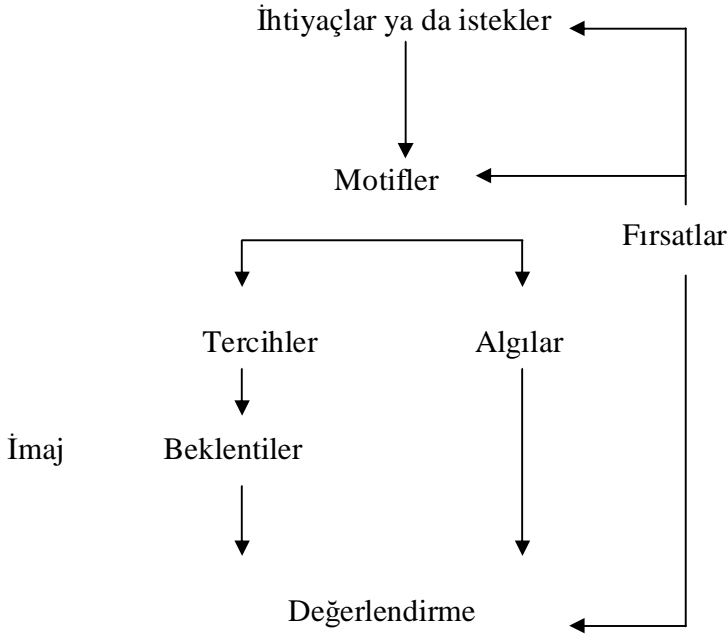 İhtiyaçlar ya da istekler
Motifler
Fırsatlar
Tercihler Algılar
İmaj Beklentiler
Değerlendirme